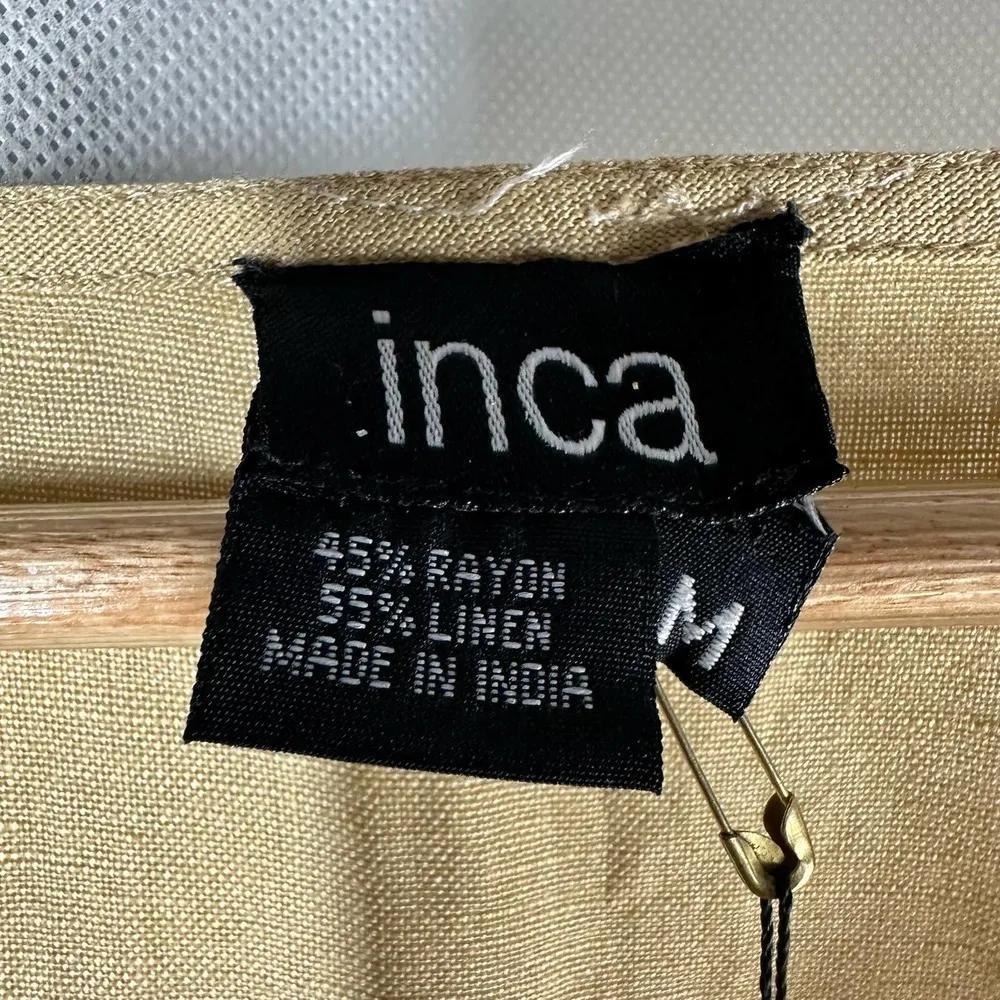 inca
45% RAYON
55% LINEN
MADE IN INDIA
M